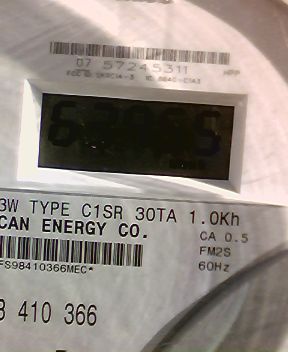 07 57245311
3W TYPE C1SR 30TA 1.0Kh
CAN ENERGY CO.
CA 0.5
FM2S
60Hz
FS98410366MEC*
3 410 366